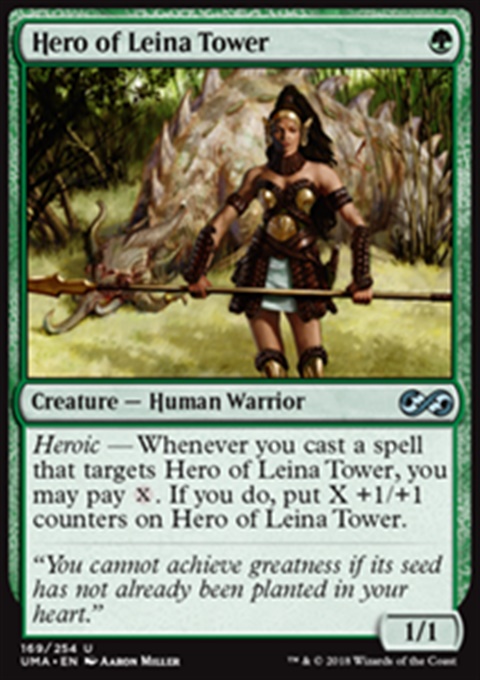 Hero of Leina Tower
Creature — Human Warrior
Heroic — Whenever you cast a spell
that targets Hero of Leina Tower, you
may pay X. If you do, put X +1/+1
counters on Hero of Leina Tower.
“You cannot achieve greatness if its seed
has not already been planted in your
heart.”
1/1
169/254 U
UMA • EN Aaron Miller
™ & © 2018 Wizards of the Coast